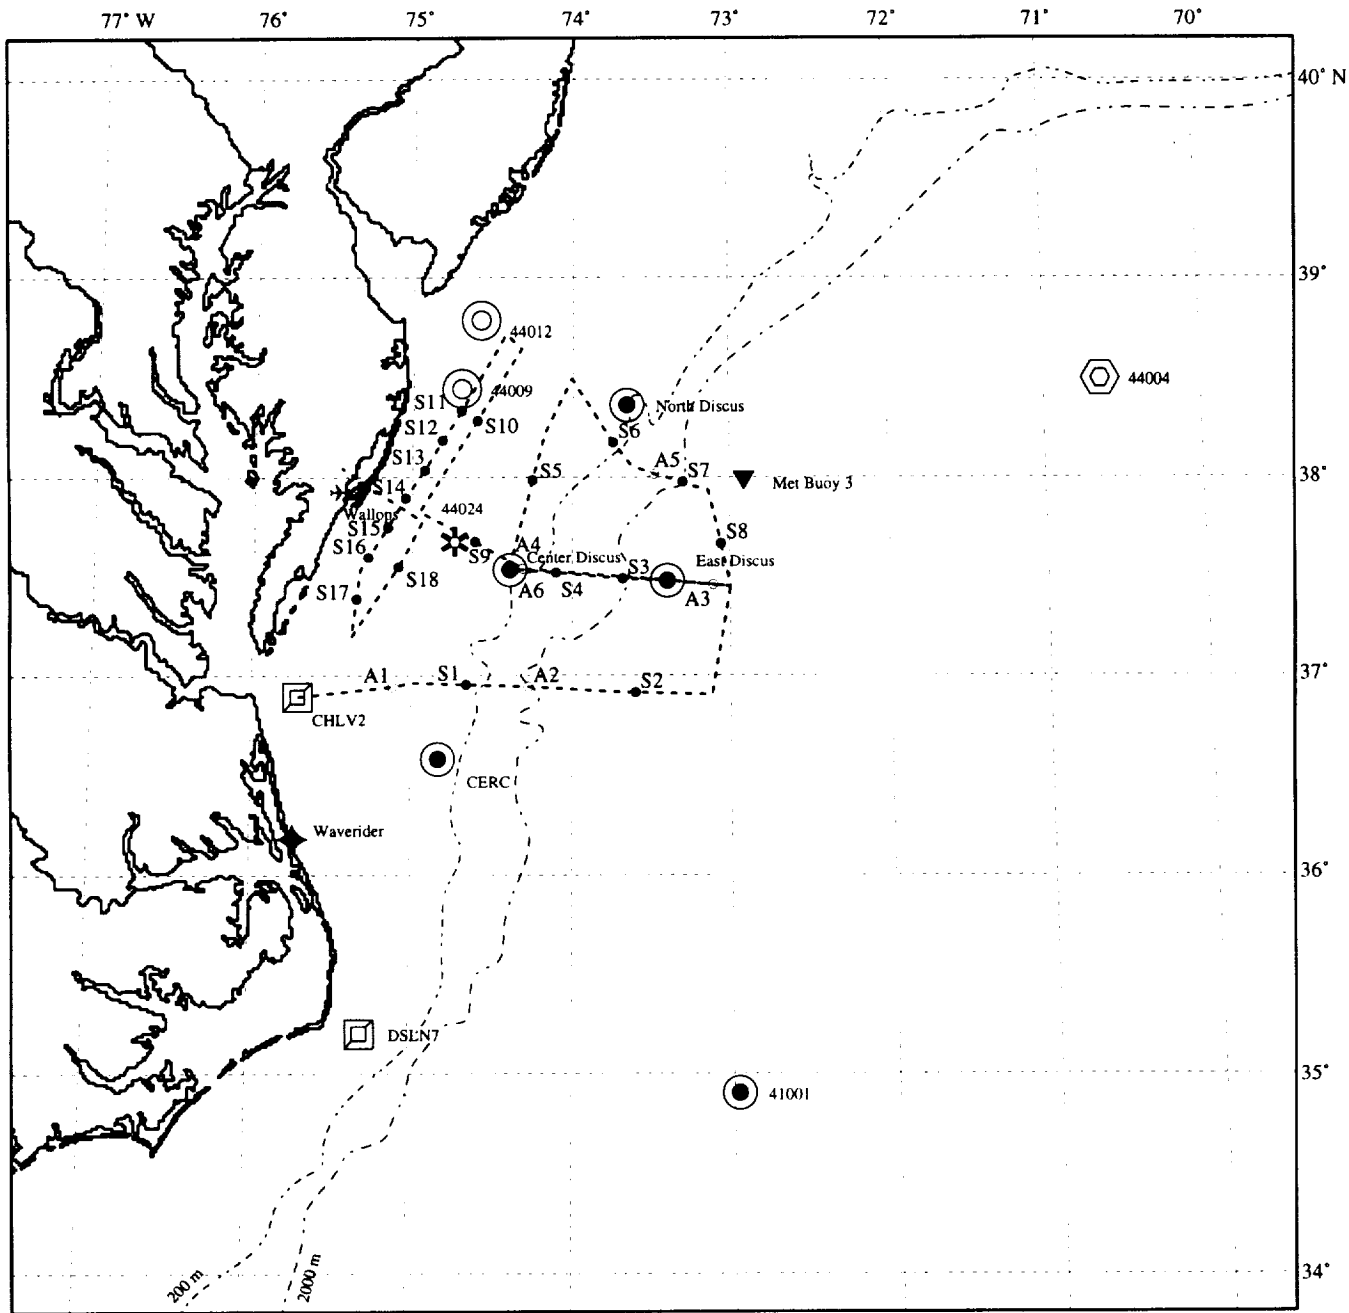 77° W 76° 75° 74° 73° 72° 71° 70°
40° N
39°
44012
44004
44009
S11
S10
North Discus
S12
S6
S13
A5
S7
38°
S5
Met Buoy 3
S14
Wallops
44024
S15
S8
S16
S9
A4
Center Discus
East Discus
S3
S17
S18
A6
S4
A3
37°
A1
S1
A2
S2
CHLV2
CERC
Waverider
36°
DSLN7
35°
41001
200 m
2000 m
34°